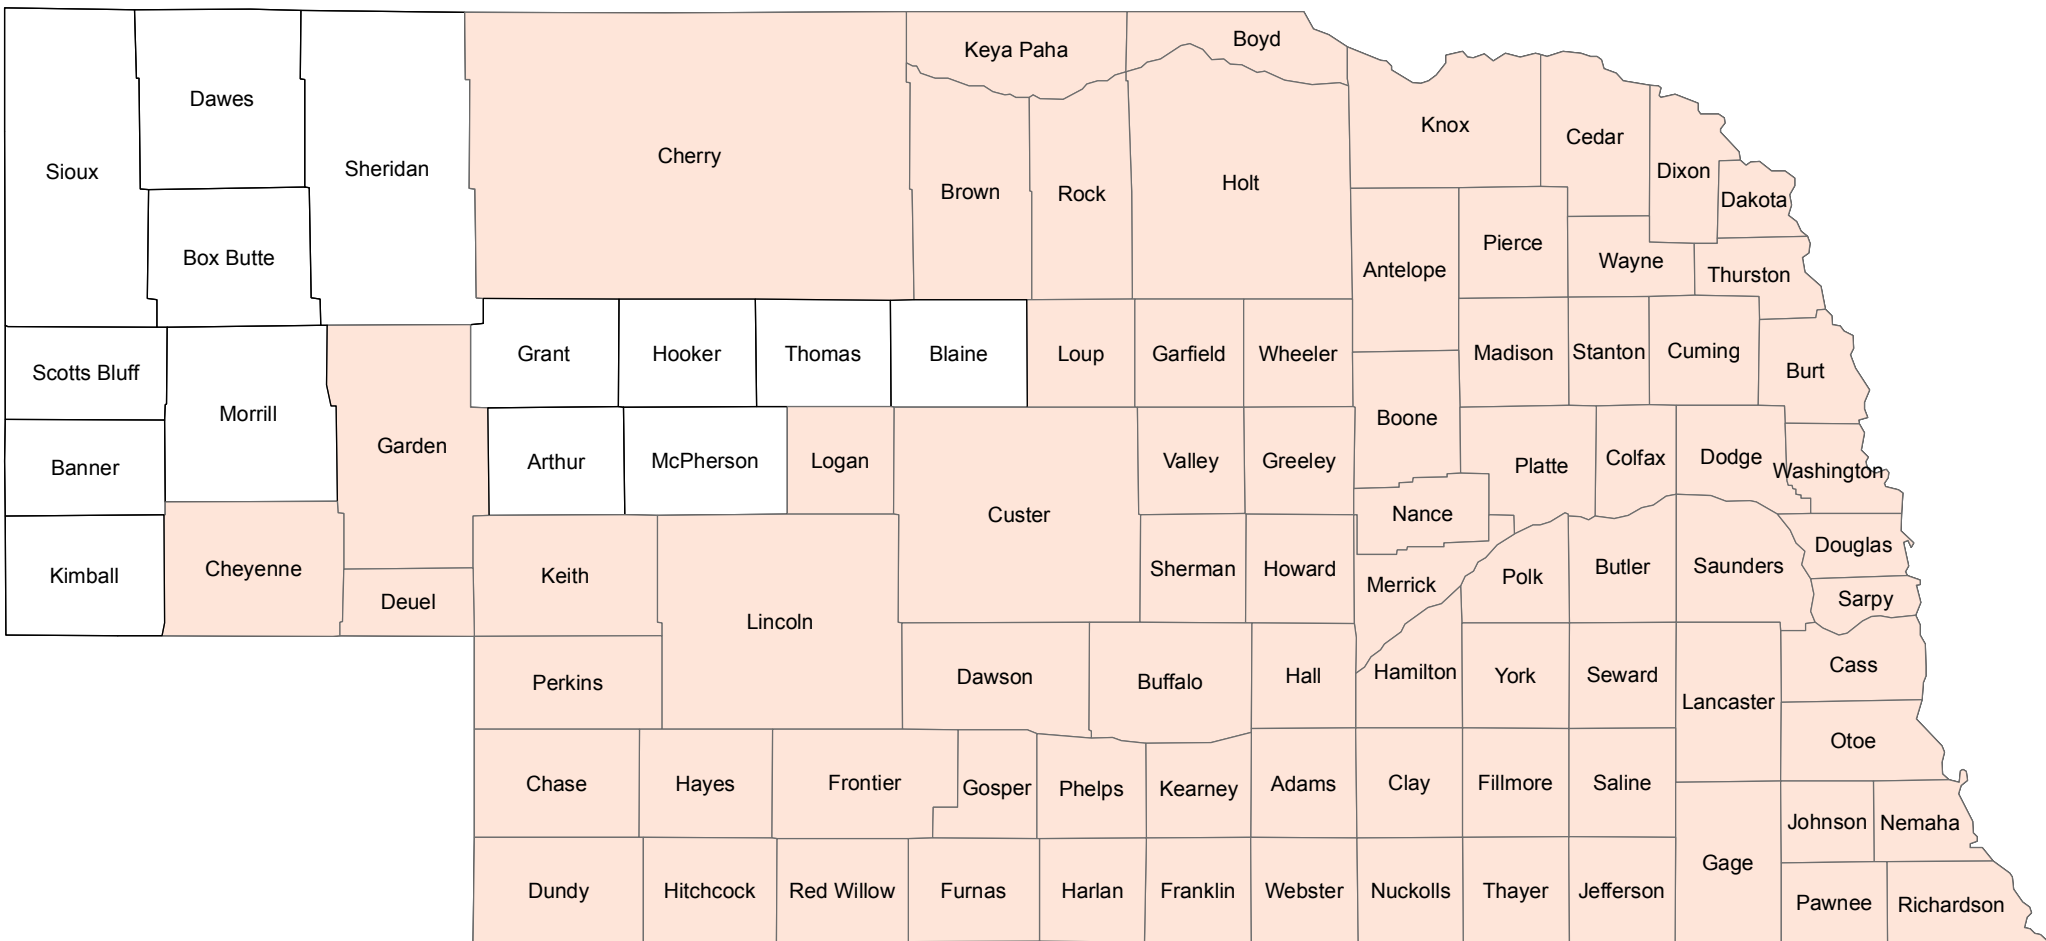 Keya Paha
Boyd
Dawes
Knox
Cedar
Cherry
Sioux
Sheridan
Dixon
Holt
Brown
Rock
Dakota
Pierce
Box Butte
Wayne
Antelope
Thurston
Grant
Hooker
Thomas
Blaine
Loup
Garfield
Wheeler
Madison
Stanton
Cuming
Scotts Bluff
Burt
Morrill
Boone
Garden
Banner
Arthur
McPherson
Logan
Valley
Greeley
Platte
Colfax
Dodge
Washington
Custer
Nance
Douglas
Kimball
Cheyenne
Keith
Sherman
Howard
Merrick
Polk
Butler
Saunders
Deuel
Sarpy
Lincoln
Cass
Perkins
Dawson
Buffalo
Hall
Hamilton
York
Seward
Lancaster
Otoe
Chase
Hayes
Frontier
Gosper
Phelps
Kearney
Adams
Clay
Fillmore
Saline
Johnson
Nemaha
Gage
Dundy
Hitchcock
Red Willow
Furnas
Harlan
Franklin
Webster
Nuckolls
Thayer
Jefferson
Pawnee
Richardson